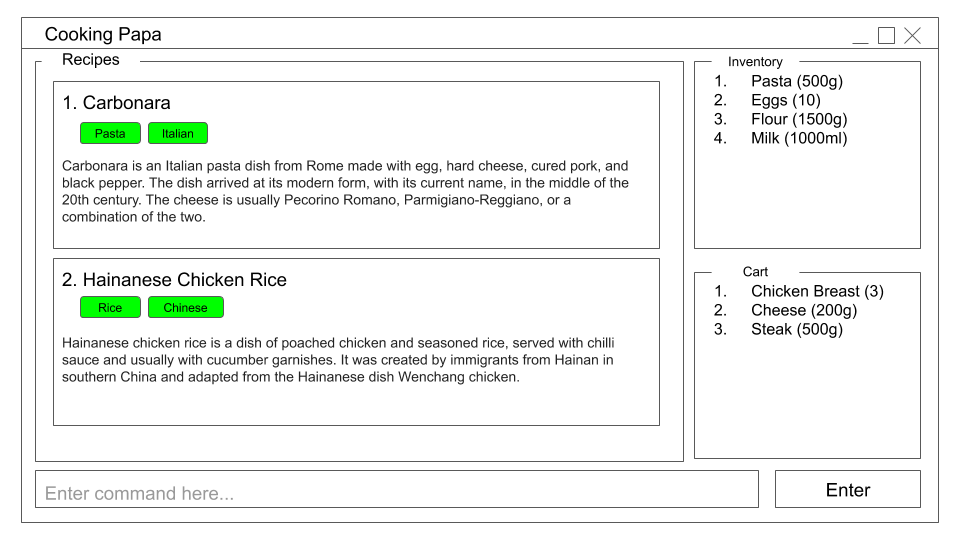 Cooking Papa
Recipes
1. Carbonara
Pasta Italian
Carbonara is an Italian pasta dish from Rome made with egg, hard cheese, cured pork, and
black pepper. The dish arrived at its modern form, with its current name, in the middle of the
20th century. The cheese is usually Pecorino Romano, Parmigiano-Reggiano, or a
combination of the two.
2. Hainanese Chicken Rice
Rice Chinese
Hainanese chicken rice is a dish of poached chicken and seasoned rice, served with chilli
sauce and usually with cucumber garnishes. It was created by immigrants from Hainan in
southern China and adapted from the Hainanese dish Wenchang chicken.
Inventory
1. Pasta (500g)
2. Eggs (10)
3. Flour (1500g)
4. Milk (1000ml)
Cart
1. Chicken Breast (3)
2. Cheese (200g)
3. Steak (500g)
Enter command here...
Enter